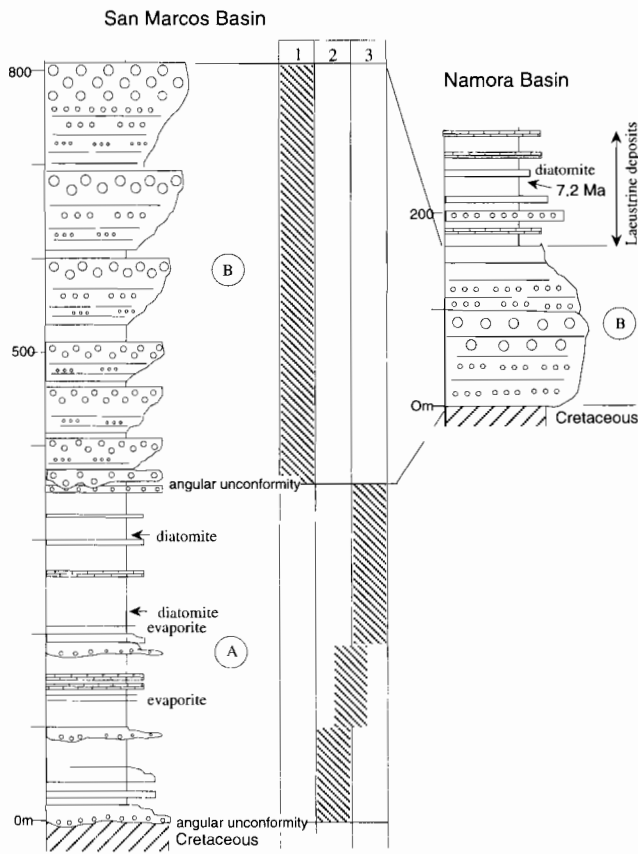 San Marcos Basin
1 2 3
800
B
500
angular unconformity
diatomite
diatomite
evaporite
A
evaporite
0m
angular unconformity
Cretaceous
Namora Basin
Lacustrine deposits
diatomite
7,2 Ma
200
B
0m
Cretaceous